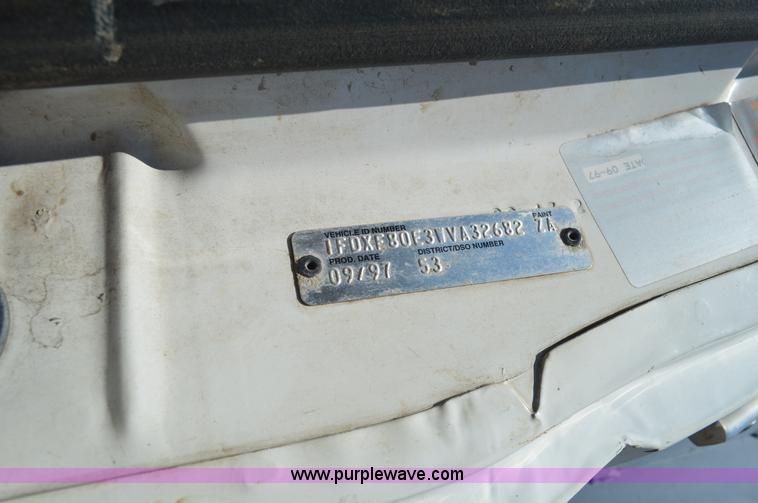 VEHICLE ID NUMBER PAINT
1FDXF80E3WVA32682 7A
PROD. DATE DISTRICT/DSO NUMBER
09/97 53
DATE 09-97
www.purplewave.com